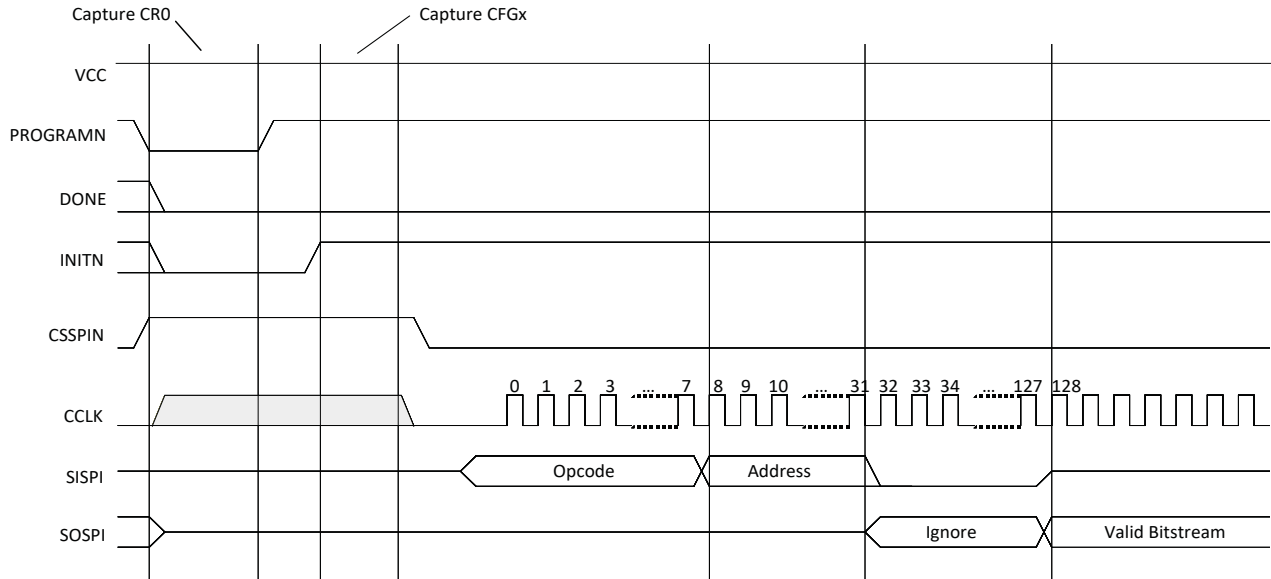 Capture CR0 Capture CFGx
VCC
PROGRAMN
DONE
INITN
CSSPIN
0 1 2 3 ... 7 8 9 10 ... 31 32 33 34 ... 127 128
CCLK
SISPI Opcode Address
SOSPI Ignore Valid Bitstream